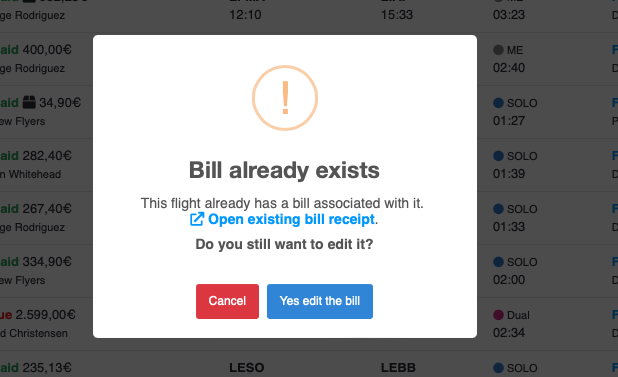 12:10 15:33 03:23
aid 400,00€ ME
ge Rodriguez 02:40
aid 34,90€ SOLO
ew Flyers 01:27
aid 282,40€ SOLO
n Whitehead 01:39
aid 267,40€ SOLO
ge Rodriguez 01:33
aid 334,90€ SOLO
ew Flyers 02:00
ue 2.599,00€ Dual
d Christensen 02:34
aid 235,13€ LESO LEBB SOLO
!
Bill already exists
This flight already has a bill associated with it.
Open existing bill receipt.
Do you still want to edit it?
Cancel Yes edit the bill